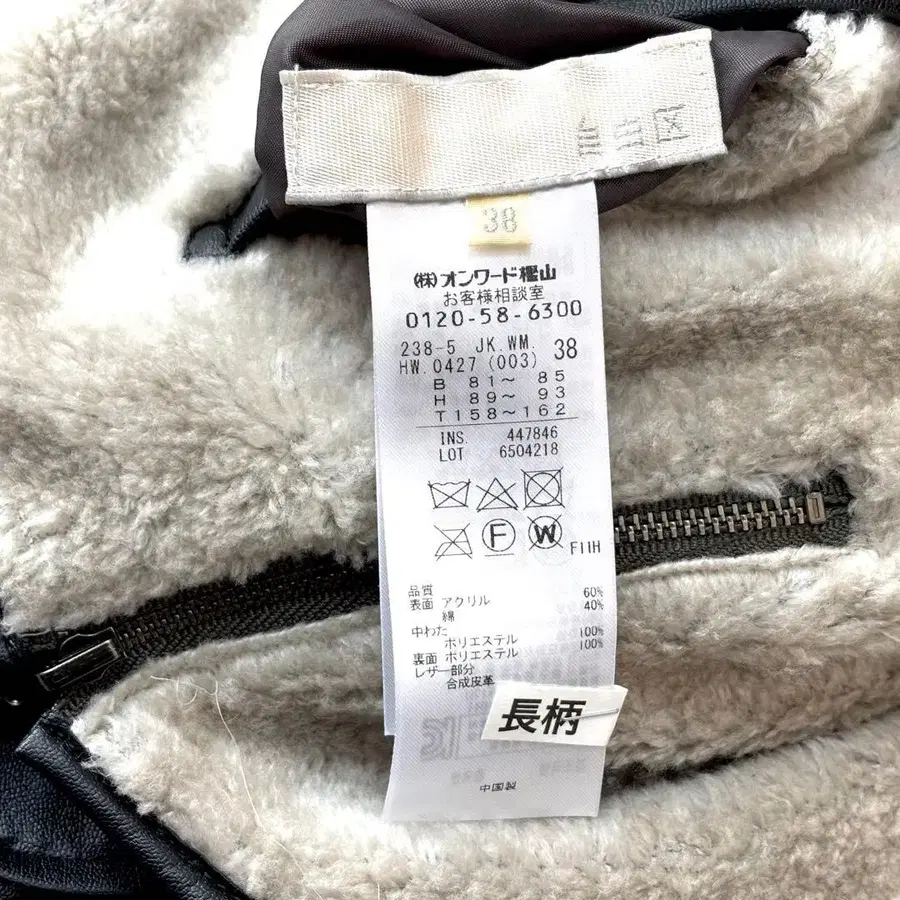 38
㈱オンワード樫山
お客様相談室
0120-58-6300
238-5 JK.WM. 38
HW.0427 (003)
B 81～ 85
H 89～ 93
T158～162
INS. 447846
LOT 6504218
F W
F11H
品質
表面 アクリル 60%
綿 40%
中わた
ポリエステル 100%
裏面 ポリエステル 100%
レザー部分
合成皮革
長柄
中国製